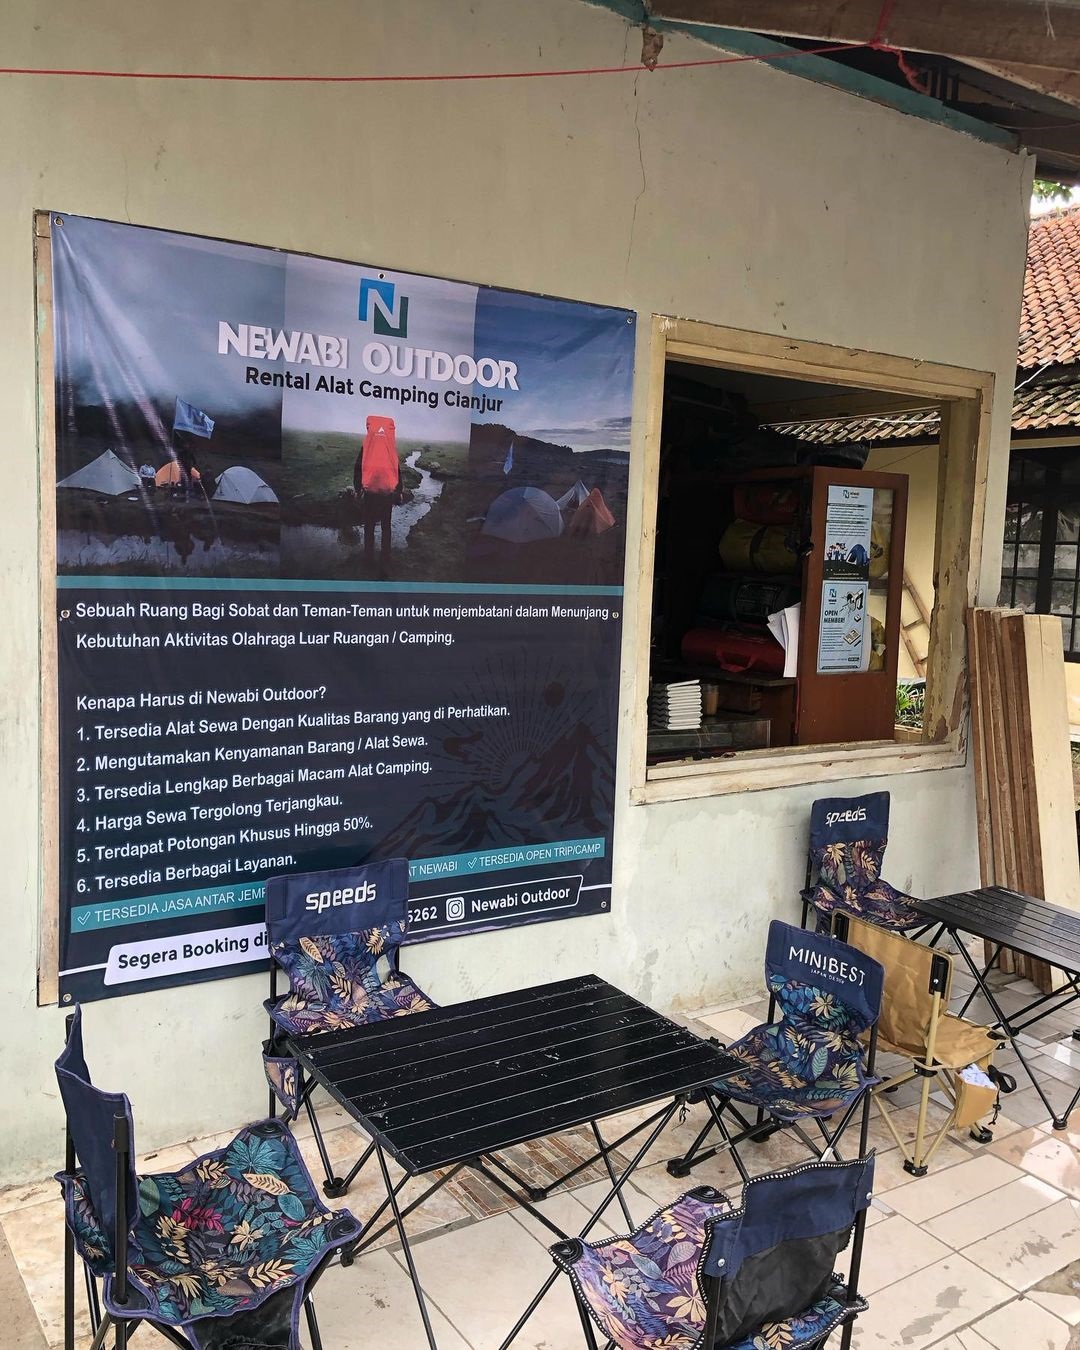 N
NEWABI OUTDOOR
Rental Alat Camping Cianjur
Sebuah Ruang Bagi Sobat dan Teman-Teman untuk menjembatani dalam Menunjang
Kebutuhan Aktivitas Olahraga Luar Ruangan / Camping.
Kenapa Harus di Newabi Outdoor?
1. Tersedia Alat Sewa Dengan Kualitas Barang yang di Perhatikan.
2. Mengutamakan Kenyamanan Barang / Alat Sewa.
3. Tersedia Lengkap Berbagai Macam Alat Camping.
4. Harga Sewa Tergolong Terjangkau.
5. Terdapat Potongan Khusus Hingga 50%.
6. Tersedia Berbagai Layanan.
TERSEDIA JASA ANTAR JEMP AT NEWABI TERSEDIA OPEN TRIP/CAMP
Segera Booking di 5262 Newabi Outdoor
OPEN
MEMBER!
speeds
speeds
MINIBEST
JAPAN DESIGN